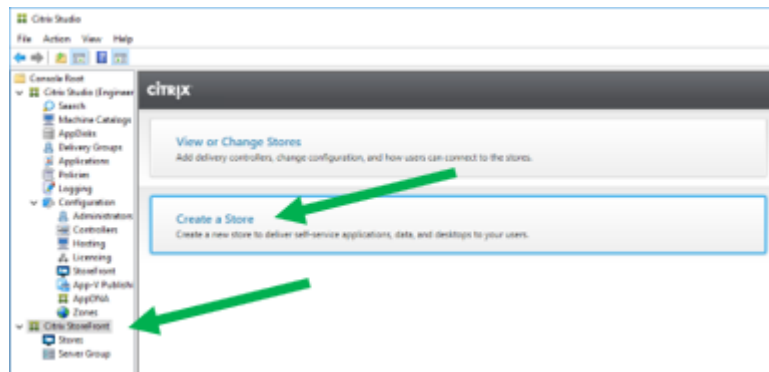 Citrix Studio
File Action View Help
Console Root
Citrix Studio (Engineer
Search
Machine Catalogs
AppDisks
Delivery Groups
Applications
Policies
Logging
Configuration
Administrators
Controllers
Hosting
Licensing
StoreFront
App-V Publishi
AppDNA
Zones
Citrix StoreFront
Stores
Server Group
CİTRIX
View or Change Stores
Add delivery controllers, change configuration, and how users can connect to the stores.
Create a Store
Create a new store to deliver self-service applications, data, and desktops to your users.